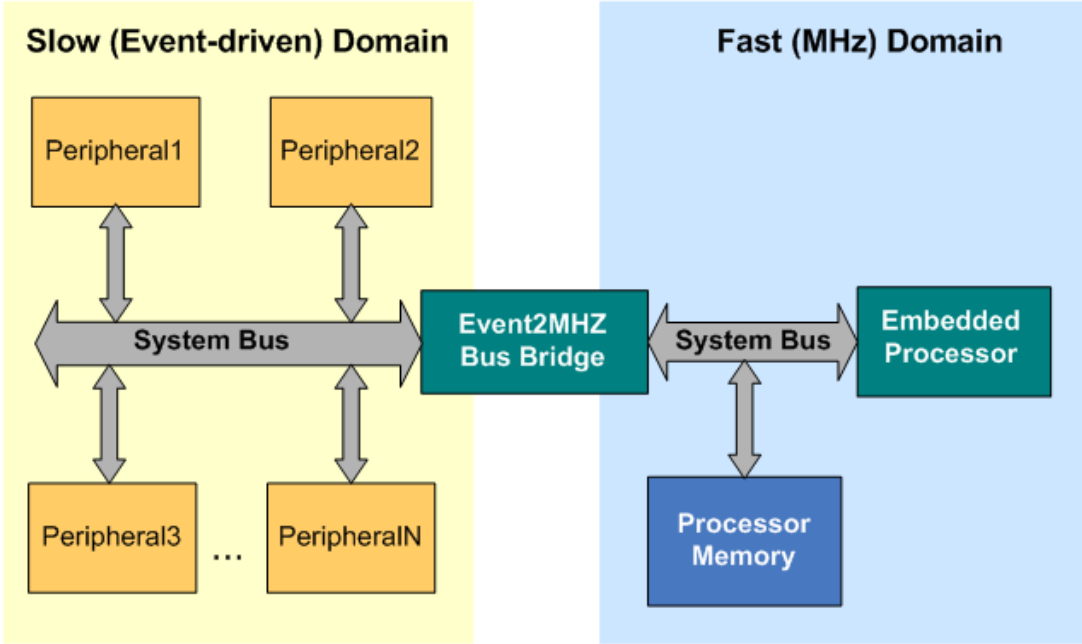 Slow (Event-driven) Domain
Fast (MHz) Domain
Peripheral1
Peripheral2
System Bus
Event2MHZ
Bus Bridge
System Bus
Embedded
Processor
Peripheral3
...
PeripheralN
Processor
Memory